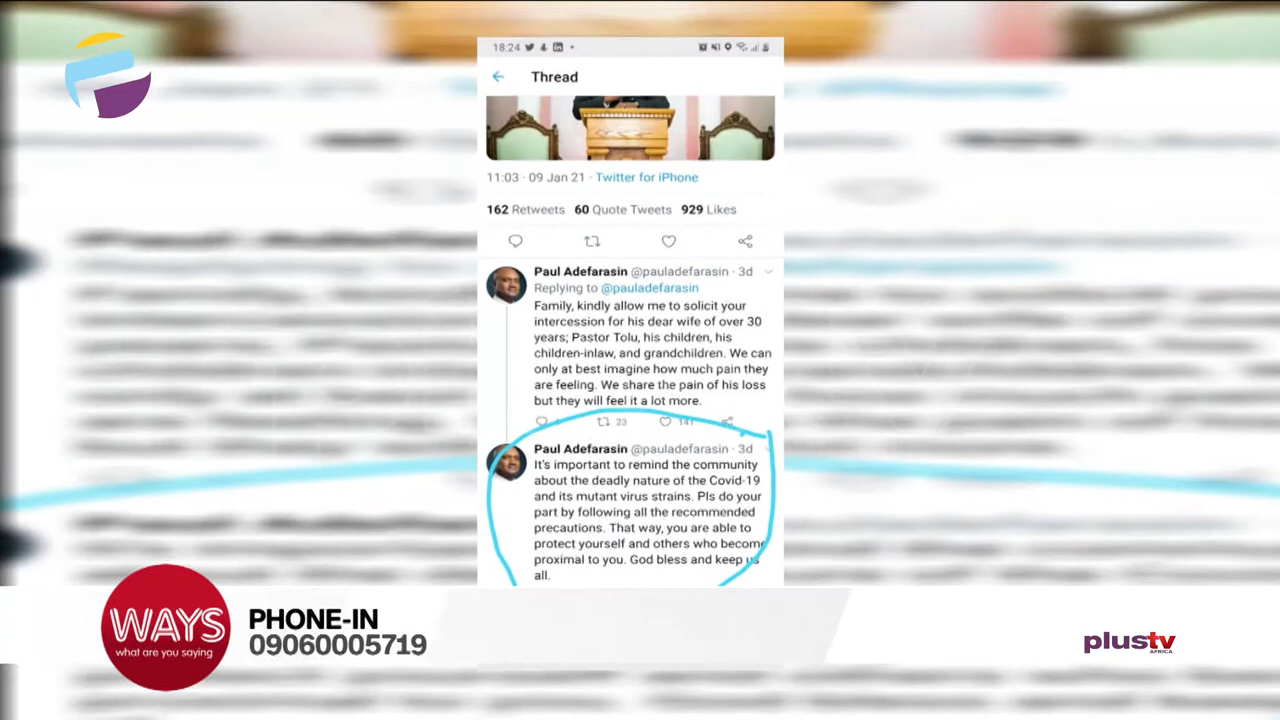 18:24
Thread
11:03 · 09 Jan 21 · Twitter for iPhone
162 Retweets 60 Quote Tweets 929 Likes
Paul Adefarasin @pauladefarasin · 3d
Replying to @pauladefarasin
Family, kindly allow me to solicit your
intercession for his dear wife of over 30
years; Pastor Tolu, his children, his
children-inlaw, and grandchildren. We can
only at best imagine how much pain they
are feeling. We share the pain of his loss
but they will feel it a lot more.
23 141
Paul Adefarasin @pauladefarasin · 3d
It's important to remind the community
about the deadly nature of the Covid-19
and its mutant virus strains. Pls do your
part by following all the recommended
precautions. That way, you are able to
protect yourself and others who become
proximal to you. God bless and keep us
all.
WAYS
what are you saying
PHONE-IN
09060005719
plustv
AFRICA